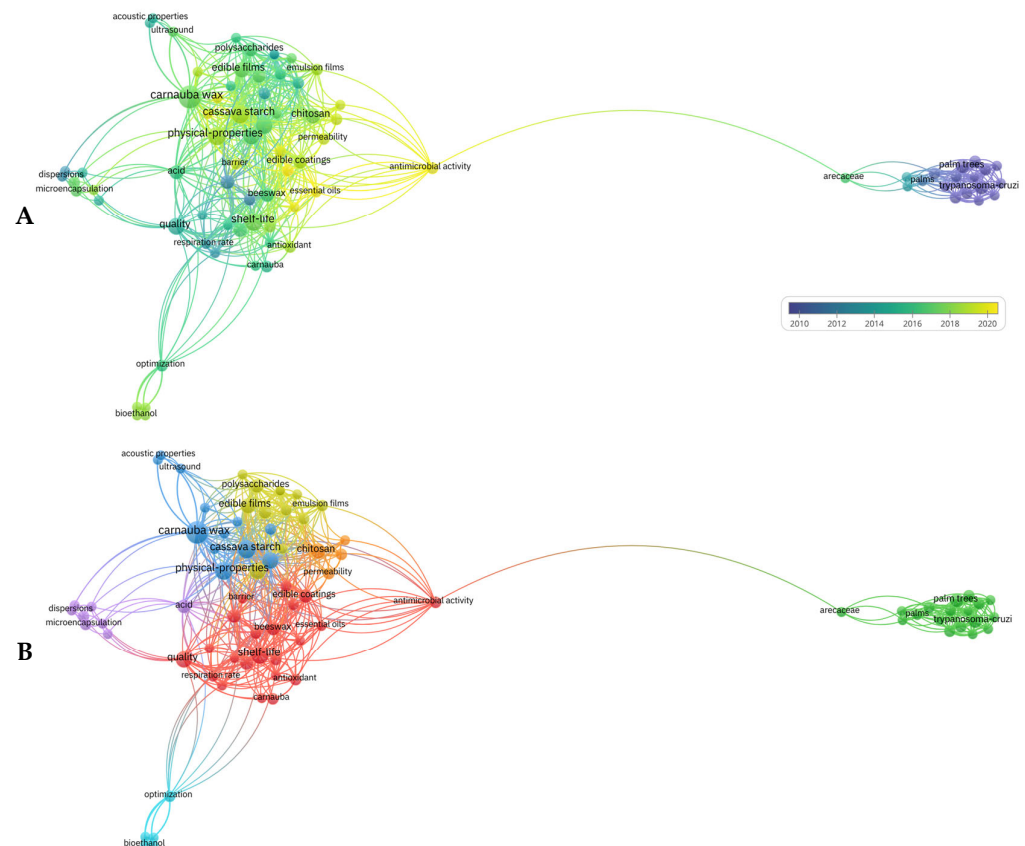 acoustic properties
ultrasound
polysaccharides
edible films
emulsion films
carnauba wax
cassava starch
chitosan
physical-properties
permeability
barrier
edible coatings
antimicrobial activity
acid
dispersions
microencapsulation
beeswax
essential oils
arecaceae
palm trees
palms
trypanosoma-cruzi
A
quality
shelf-life
respiration rate
antioxidant
carnauba
2010 2012 2014 2016 2018 2020
optimization
bioethanol
acoustic properties
ultrasound
polysaccharides
edible films
emulsion films
carnauba wax
cassava starch
chitosan
physical-properties
permeability
barrier
edible coatings
antimicrobial activity
acid
dispersions
microencapsulation
beeswax
essential oils
arecaceae
palm trees
palms
trypanosoma-cruzi
B
quality
shelf-life
respiration rate
antioxidant
carnauba
optimization
bioethanol